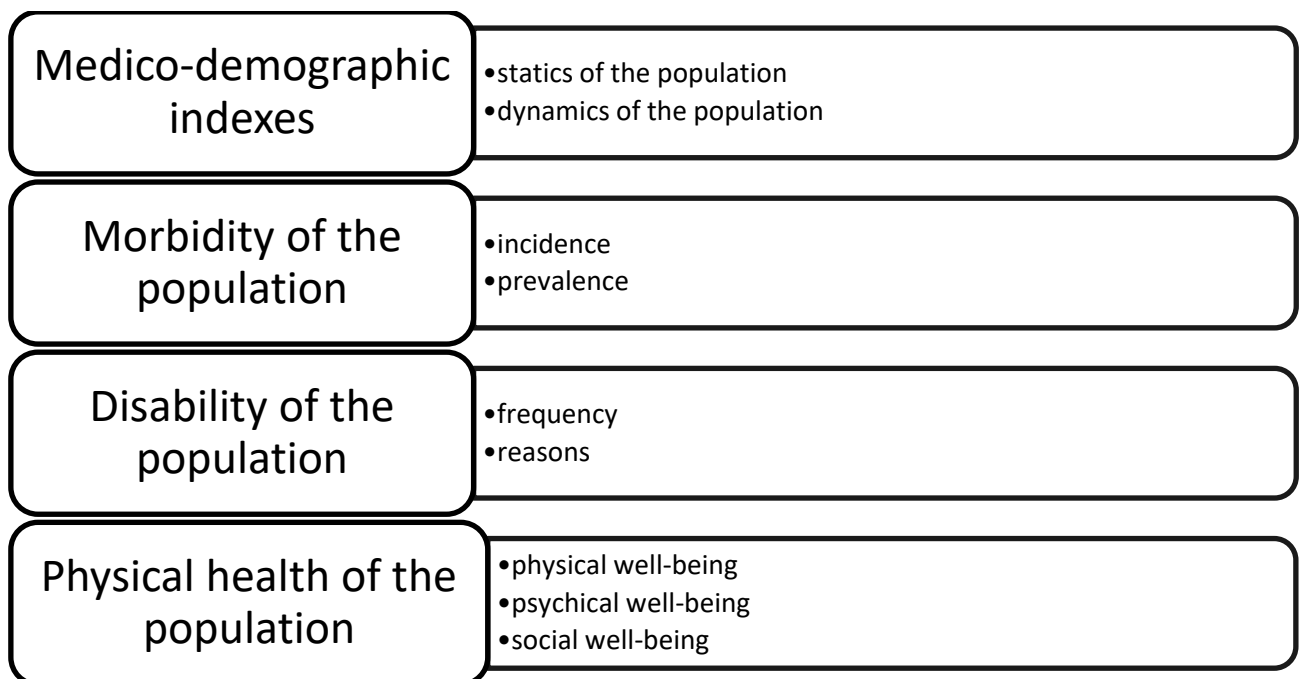 Medico-demographic
indexes
•statics of the population
•dynamics of the population
Morbidity of the
population
•incidence
•prevalence
Disability of the
population
•frequency
•reasons
Physical health of the
population
•physical well-being
•psychical well-being
•social well-being